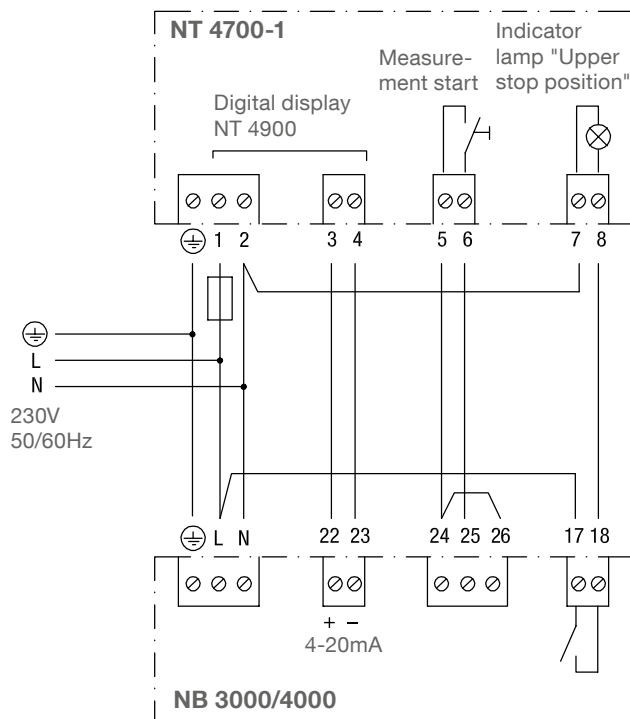 NT 4700-1
Indicator
lamp "Upper
stop position"
Measure-
ment start
Digital display
NT 4900
1 2 3 4 5 6 7 8
L
N
230V
50/60Hz
L N 22 23 24 25 26 17 18
+ −
4-20mA
NB 3000/4000